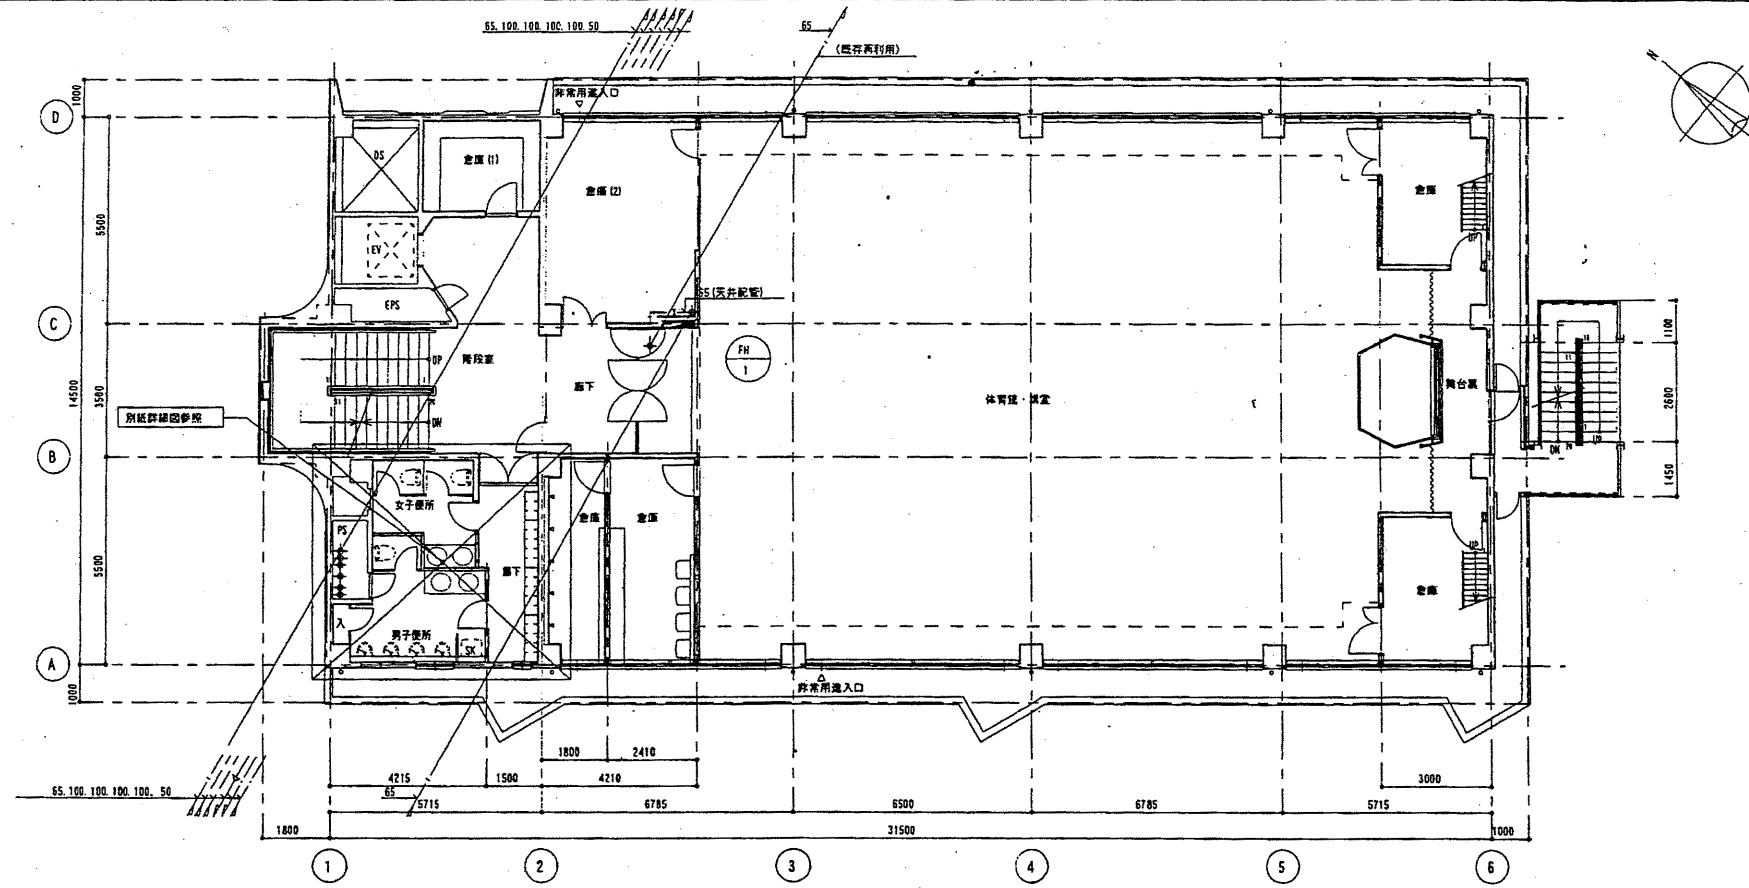 65.100.100.100.100.50
65
(既存再利用)
N
1000
非常用進入口
D
DS
倉庫(1)
倉庫(2)
倉庫
UP
5500
EV
EPS
65(天井配管)
C
1100
階段室
UP
FH
1
廊下
体育館・講堂
舞台裏
14500
3500
2600
別紙詳細図参照
DN
UP
DN
B
1450
女子便所
倉庫
倉庫
PS
廊下
UP
5500
倉庫
入
男子便所
SK
A
非常用進入口
1000
1800
2410
4215
1500
4210
3000
65.100.100.100.100.50
65
5715
6785
6500
6785
5715
1800
31500
1000
1
2
3
4
5
6